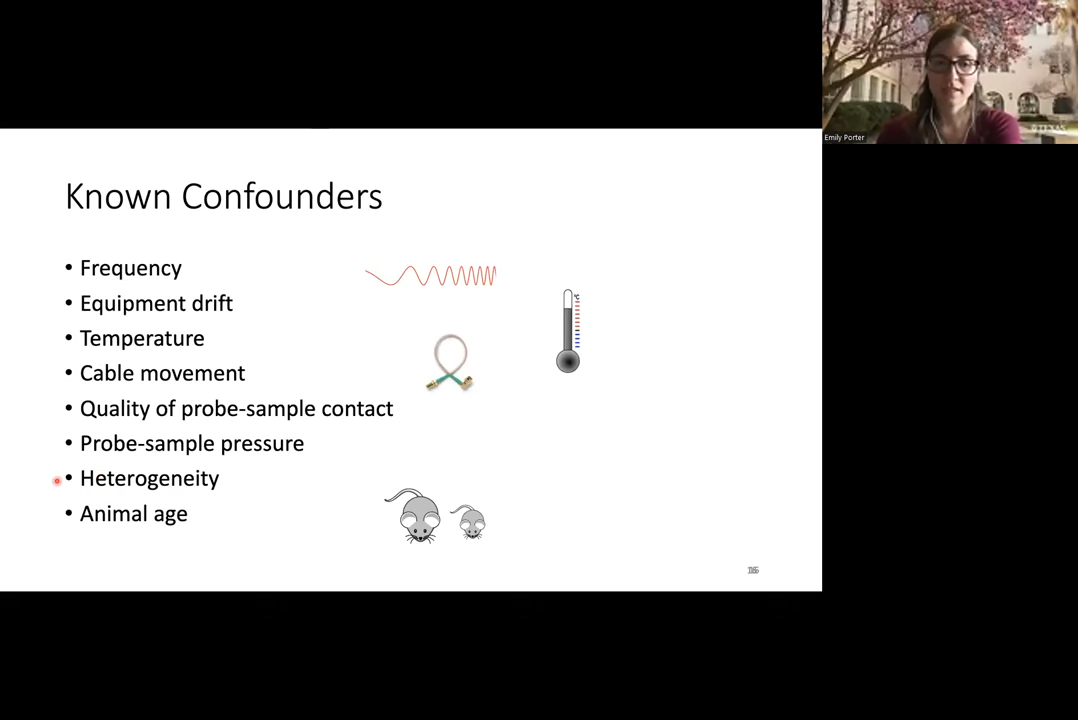 Emily Porter
Known Confounders
• Frequency
• Equipment drift
• Temperature
• Cable movement
• Quality of probe-sample contact
• Probe-sample pressure
• Heterogeneity
• Animal age